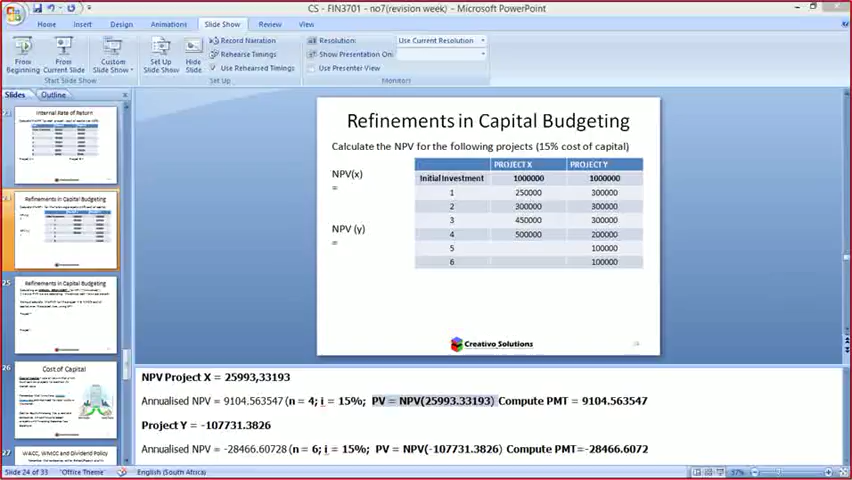 CS - FIN3701 - no7(revision week) - Microsoft PowerPoint
Home Insert Design Animations Slide Show Review View
From Beginning
From Current Slide
Custom Slide Show
Set Up Slide Show
Hide Slide
Record Narration
Rehearse Timings
Use Rehearsed Timings
Resolution: Use Current Resolution
Show Presentation On:
Use Presenter View
Start Slide Show
Set Up
Monitors
Slides Outline
Internal Rate of Return
Refinements in Capital Budgeting
25
Refinements in Capital Budgeting
26
Cost of Capital
27
WACC, WMCC and Dividend Policy
Refinements in Capital Budgeting
Calculate the NPV for the following projects (15% cost of capital)
NPV(x)
=
NPV (y)
=
PROJECT X PROJECT Y
Initial Investment 1000000 1000000
1 250000 300000
2 300000 300000
3 450000 300000
4 500000 200000
5 100000
6 100000
Creativo Solutions
NPV Project X = 25993,33193
Annualised NPV = 9104.563547 (n = 4; i = 15%; PV = NPV(25993.33193) Compute PMT = 9104.563547
Project Y = -107731.3826
Annualised NPV = -28466.60728 (n = 6; i = 15%; PV = NPV(-107731.3826) Compute PMT=-28466.6072
Slide 24 of 33 "Office Theme" English (South Africa) 37%